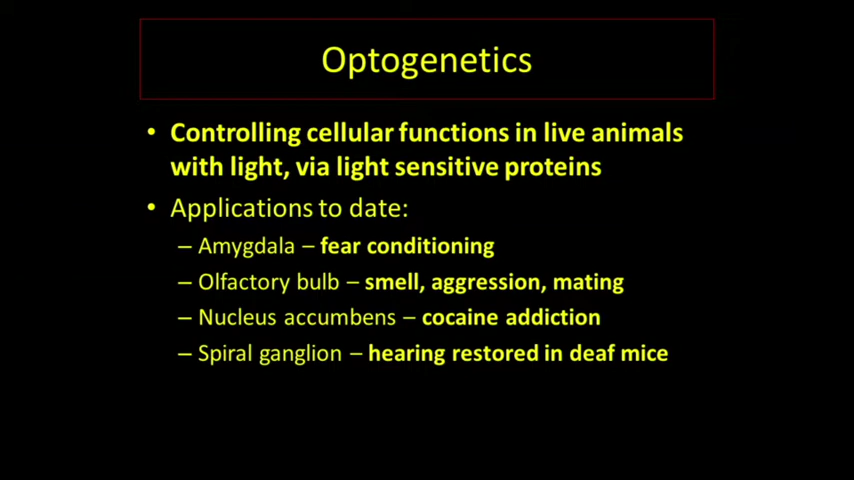 Optogenetics
• Controlling cellular functions in live animals
with light, via light sensitive proteins
• Applications to date:
– Amygdala – fear conditioning
– Olfactory bulb – smell, aggression, mating
– Nucleus accumbens – cocaine addiction
– Spiral ganglion – hearing restored in deaf mice